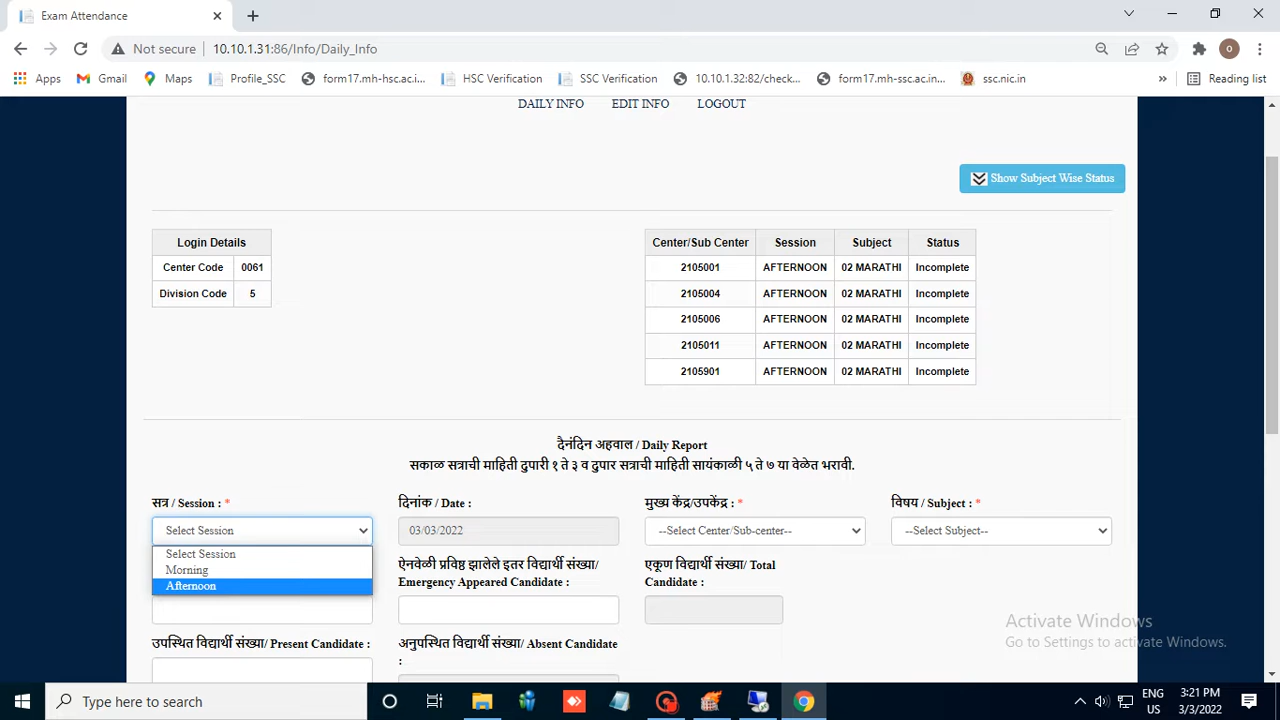 Exam Attendance
Not secure 10.10.1.31:86/Info/Daily_Info
O
Apps Gmail Maps Profile_SSC form17.mh-hsc.ac.i... HSC Verification SSC Verification 10.10.1.32:82/check... form17.mh-ssc.ac.in... ssc.nic.in » Reading list
DAILY INFO EDIT INFO LOGOUT
Show Subject Wise Status
Login Details
Center Code 0061
Division Code 5
Center/Sub Center Session Subject Status
2105001 AFTERNOON 02 MARATHI Incomplete
2105004 AFTERNOON 02 MARATHI Incomplete
2105006 AFTERNOON 02 MARATHI Incomplete
2105011 AFTERNOON 02 MARATHI Incomplete
2105901 AFTERNOON 02 MARATHI Incomplete
दैनंदिन अहवाल / Daily Report
सकाळ सत्राची माहिती दुपारी १ ते ३ व दुपार सत्राची माहिती सायंकाळी ५ ते ७ या वेळेत भरावी.
सत्र / Session : * दिनांक / Date : मुख्य केंद्र/उपकेंद्र : * विषय / Subject : *
Select Session 03/03/2022 --Select Center/Sub-center-- --Select Subject--
Select Session
Morning
Afternoon
ऐनवेळी प्रविष्ठ झालेले इतर विद्यार्थी संख्या/ एकूण विद्यार्थी संख्या/ Total
Emergency Appeared Candidate : Candidate :
उपस्थित विद्यार्थी संख्या/ Present Candidate : अनुपस्थित विद्यार्थी संख्या/ Absent Candidate
:
Activate Windows
Go to Settings to activate Windows.
Type here to search
ENG
US
3:21 PM
3/3/2022